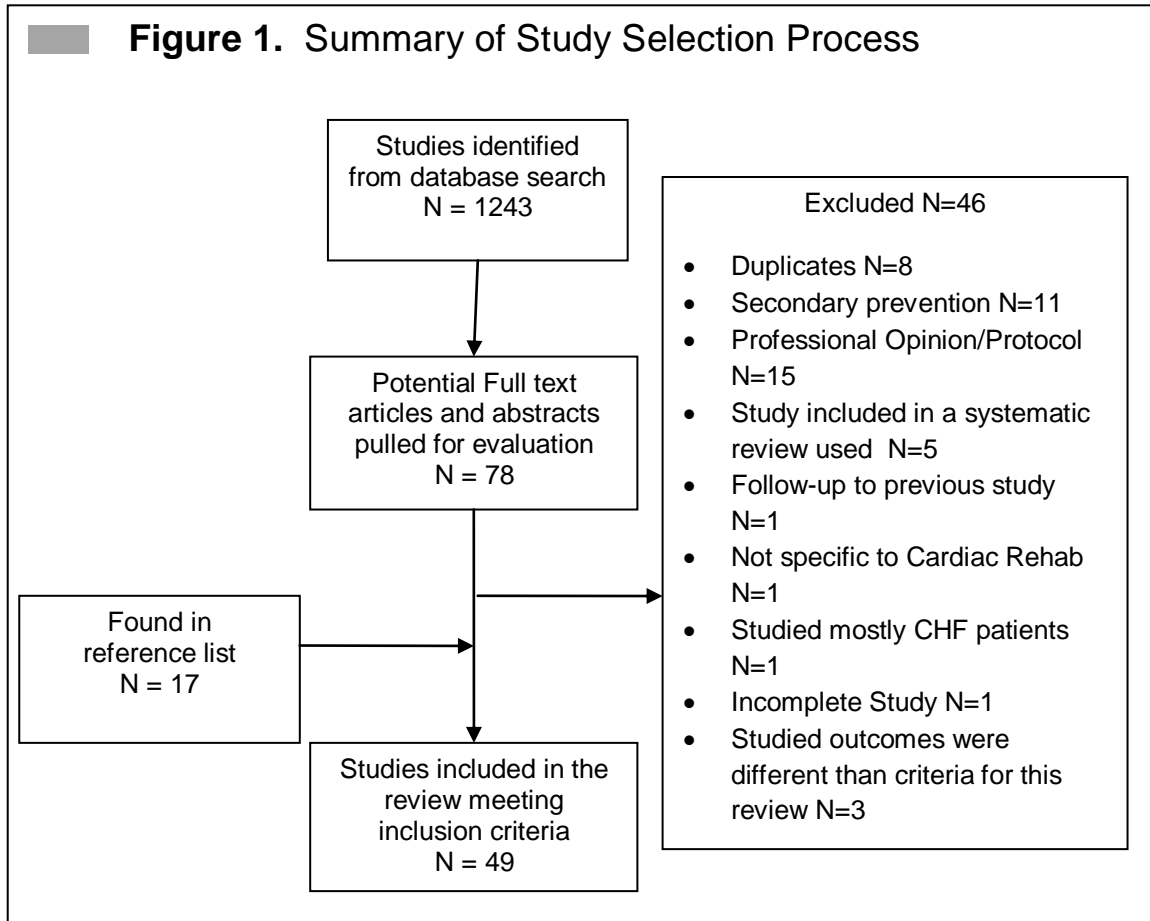 Figure 1. Summary of Study Selection Process
Studies identified
from database search
N = 1243
Potential Full text
articles and abstracts
pulled for evaluation
N = 78
Found in
reference list
N = 17
Studies included in the
review meeting
inclusion criteria
N = 49
Excluded N=46
• Duplicates N=8
• Secondary prevention N=11
• Professional Opinion/Protocol
N=15
• Study included in a systematic
review used N=5
• Follow-up to previous study
N=1
• Not specific to Cardiac Rehab
N=1
• Studied mostly CHF patients
N=1
• Incomplete Study N=1
• Studied outcomes were
different than criteria for this
review N=3